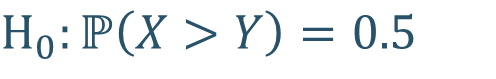 H₀: ℙ(X > Y) = 0.5